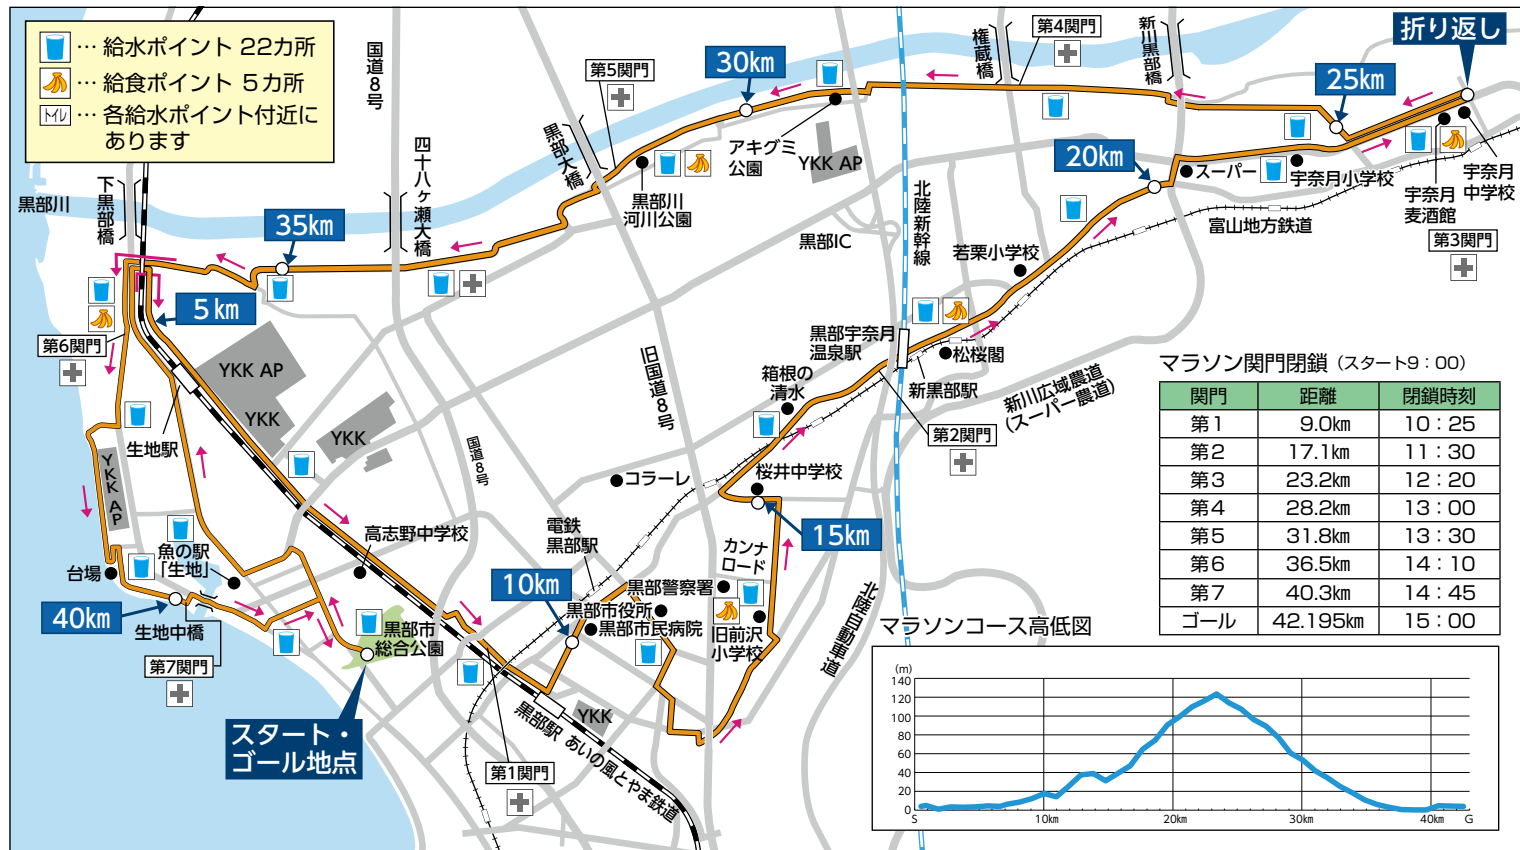 … 給水ポイント 22カ所
… 給食ポイント 5カ所
トイレ … 各給水ポイント付近に
あります
国道8号
四十八ヶ瀬大橋
下黒部橋
黒部川
黒部大橋
第5関門
30km
アキグミ
公園
YKK AP
黒部川
河川公園
権蔵橋
第4関門
新川黒部橋
折り返し
25km
20km
スーパー
宇奈月小学校
宇奈月
麦酒館
宇奈月
中学校
第3関門
富山地方鉄道
北陸新幹線
黒部IC
若栗小学校
35km
5km
第6関門
YKK AP
YKK
YKK
生地駅
YKK AP
旧国道8号
国道8号
黒部宇奈月
温泉駅
松桜閣
新黒部駅
新川広域農道
(スーパー農道)
箱根の
清水
第2関門
桜井中学校
コラーレ
15km
カンナ
ロード
電鉄
黒部駅
高志野中学校
魚の駅
「生地」
台場
40km
生地中橋
第7関門
黒部市
総合公園
スタート・
ゴール地点
10km
黒部警察署
黒部市役所
黒部市民病院
旧前沢
小学校
北陸自動車道
YKK
黒部駅
あいの風とやま鉄道
第1関門
マラソン関門閉鎖 (スタート9:00)
関門 距離 閉鎖時刻
第1 9.0km 10:25
第2 17.1km 11:30
第3 23.2km 12:20
第4 28.2km 13:00
第5 31.8km 13:30
第6 36.5km 14:10
第7 40.3km 14:45
ゴール 42.195km 15:00
マラソンコース高低図
(m)
140
120
100
80
60
40
20
0
S 10km 20km 30km 40km G